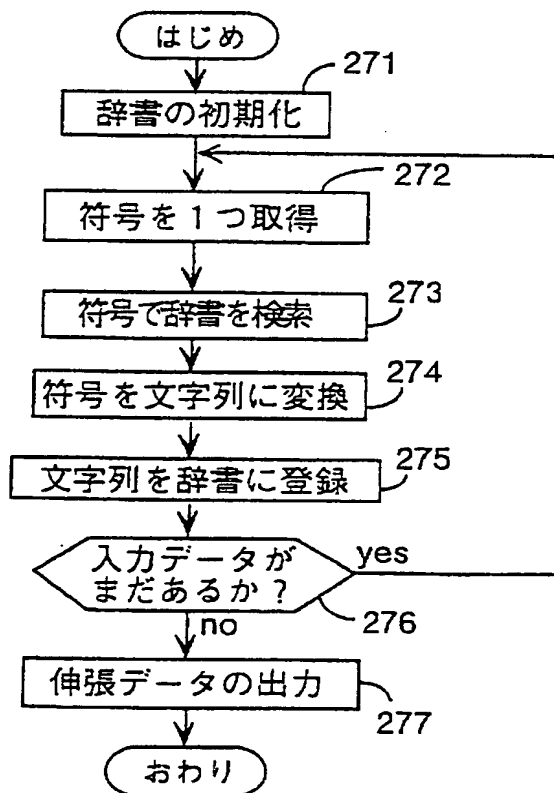 はじめ
271
辞書の初期化
272
符号を1つ取得
273
符号で辞書を検索
274
符号を文字列に変換
275
文字列を辞書に登録
入力データが
まだあるか？
yes
276
no
伸張データの出力
277
おわり